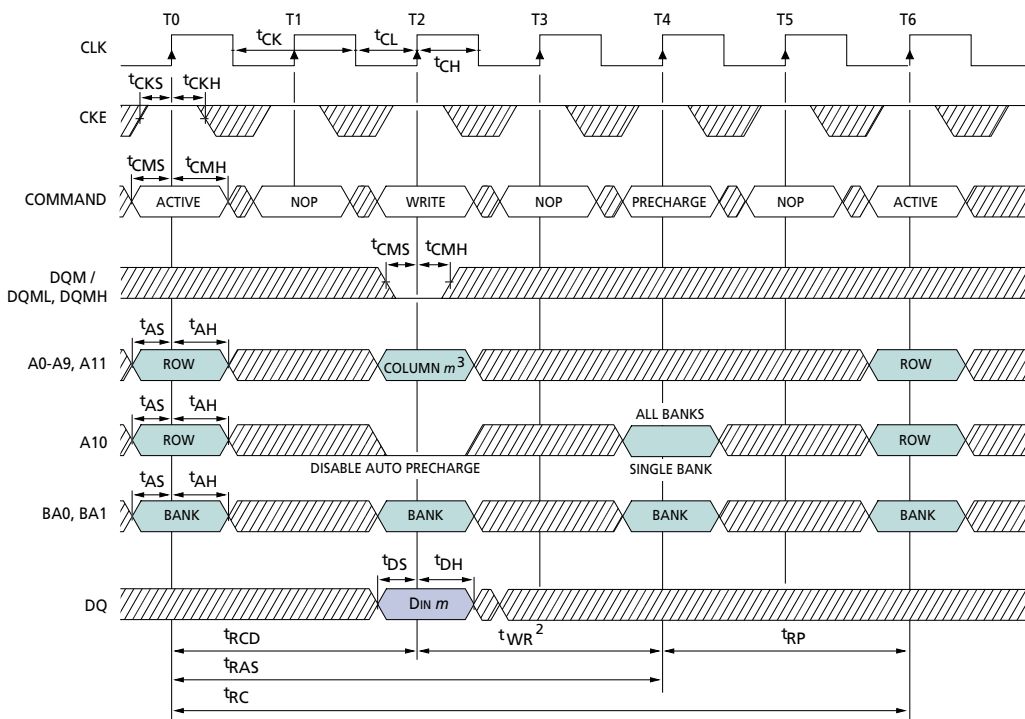 T0 T1 T2 T3 T4 T5 T6
CLK
tCK tCL
tCH
tCKS tCKH
CKE
tCMS tCMH
COMMAND ACTIVE NOP WRITE NOP PRECHARGE NOP ACTIVE
tCMS tCMH
DQM /
DQML, DQMH
tAS tAH
A0-A9, A11 ROW COLUMN m³ ROW
tAS tAH ALL BANKS
A10 ROW ROW
DISABLE AUTO PRECHARGE SINGLE BANK
tAS tAH
BA0, BA1 BANK BANK BANK BANK
tDS tDH
DQ DIN m
tRCD tWR² tRP
tRAS
tRC